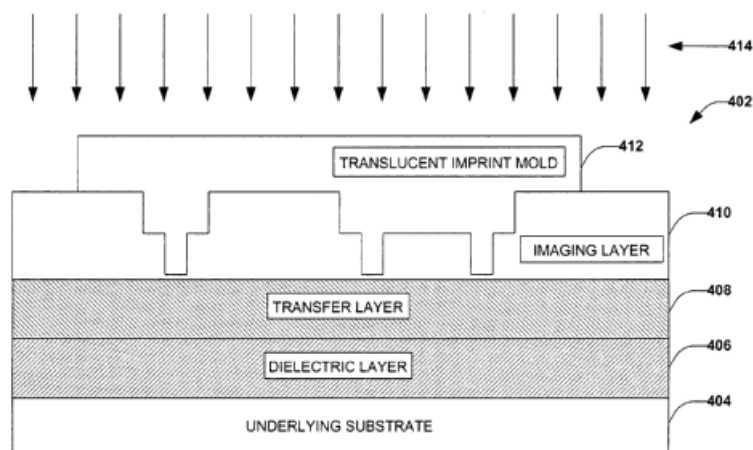 414
402
TRANSLUCENT IMPRINT MOLD
412
410
IMAGING LAYER
TRANSFER LAYER
408
DIELECTRIC LAYER
406
404
UNDERLYING SUBSTRATE